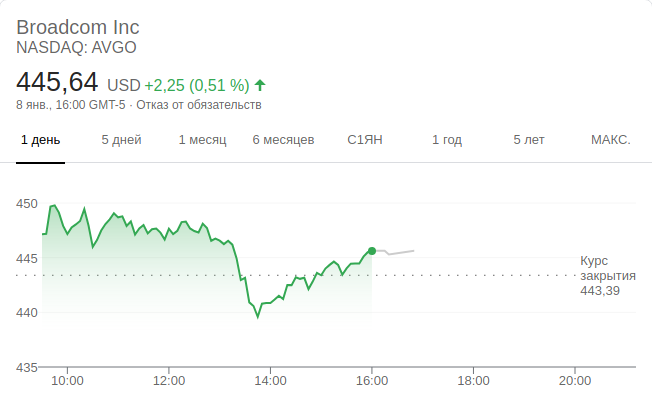 Broadcom Inc
NASDAQ: AVGO
445,64 USD +2,25 (0,51 %)
8 янв., 16:00 GMT-5 · Отказ от обязательств
1 день 5 дней 1 месяц 6 месяцев С1ЯН 1 год 5 лет МАКС.
450
445
440
435
Курс
закрытия
443,39
10:00 12:00 14:00 16:00 18:00 20:00